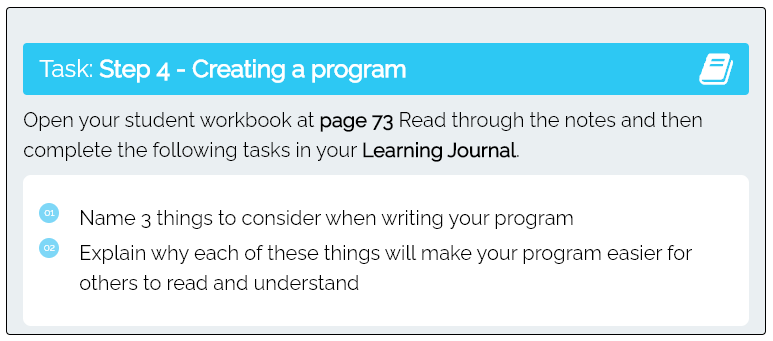 Task: Step 4 - Creating a program
Open your student workbook at page 73 Read through the notes and then
complete the following tasks in your Learning Journal.
01 Name 3 things to consider when writing your program
02 Explain why each of these things will make your program easier for
others to read and understand